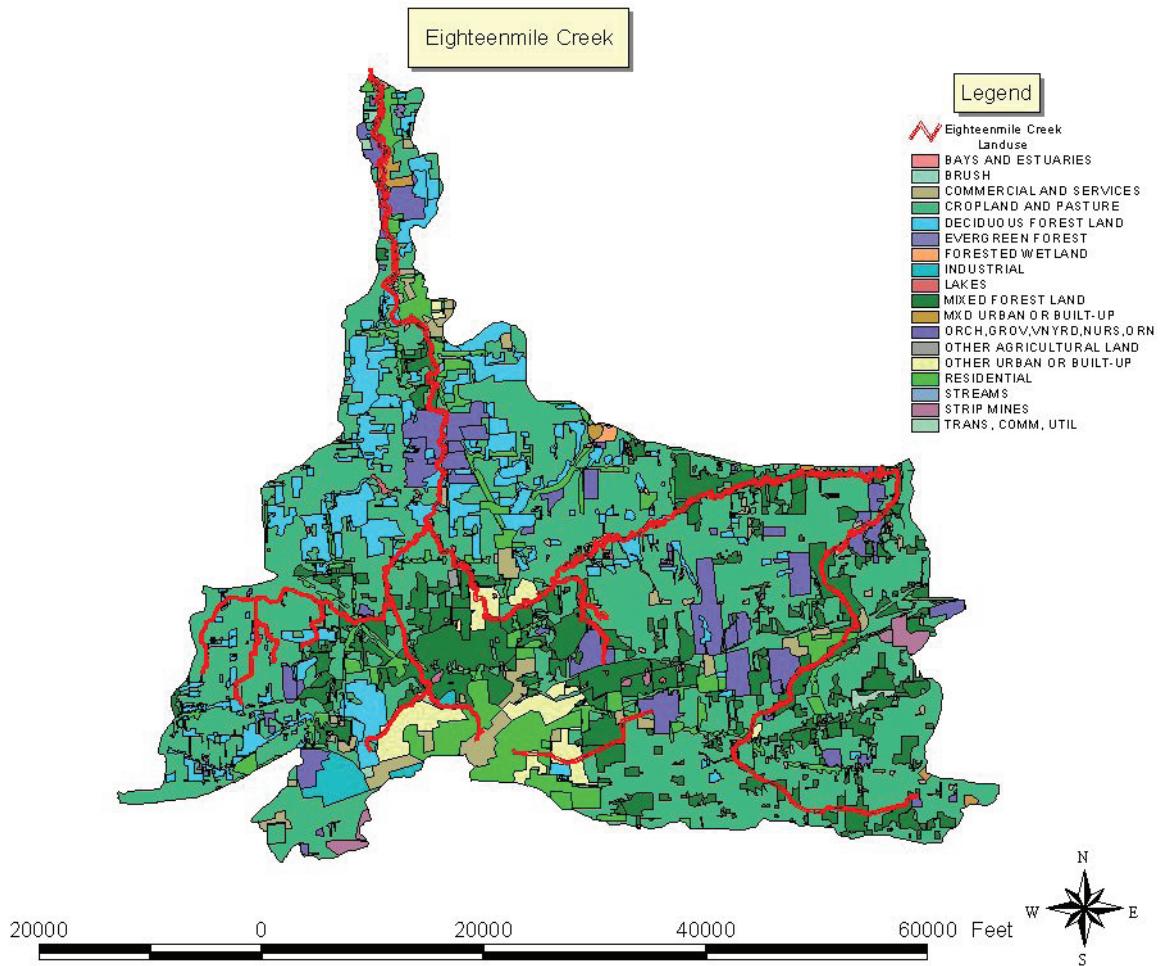 Eighteenmile Creek
Legend
Eighteenmile Creek
Landuse
BAYS AND ESTUARIES
BRUSH
COMMERCIAL AND SERVICES
CROPLAND AND PASTURE
DECIDUOUS FOREST LAND
EVERGREEN FOREST
FORESTED WETLAND
INDUSTRIAL
LAKES
MIXED FOREST LAND
MXD URBAN OR BUILT-UP
ORCH,GROV,VNYRD,NURS,ORN
OTHER AGRICULTURAL LAND
OTHER URBAN OR BUILT-UP
RESIDENTIAL
STREAMS
STRIP MINES
TRANS, COMM, UTIL
N
W E
S
20000 0 20000 40000 60000 Feet